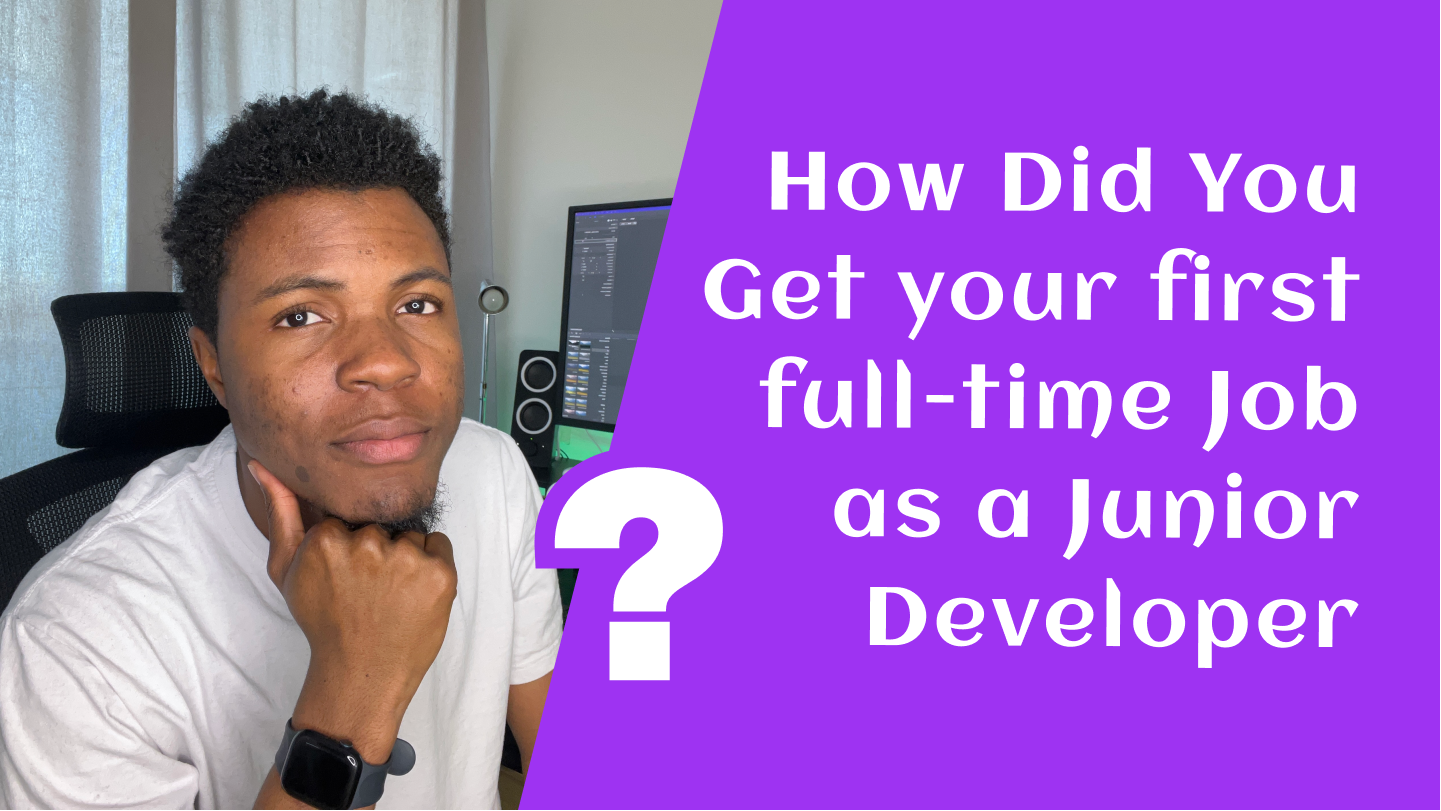 How Did You
Get your first
full-time Job
as a Junior
Developer
?